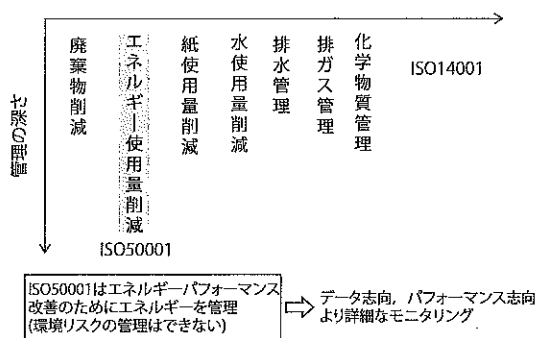 管理の深さ
廃棄物削減
エネルギー使用量削減
紙使用量削減
水使用量削減
排水管理
排ガス管理
化学物質管理
ISO14001
ISO50001
ISO50001はエネルギーパフォーマンス
改善のためにエネルギーを管理
(環境リスクの管理はできない)
データ志向，パフォーマンス志向
より詳細なモニタリング